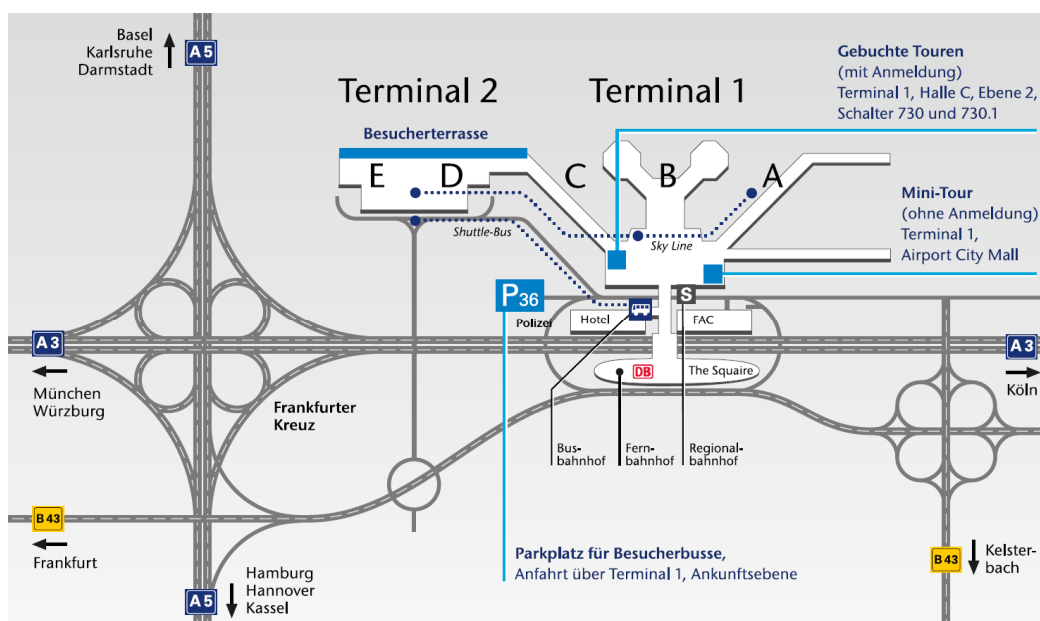 Basel
Karlsruhe
Darmstadt
A5
Terminal 2
Terminal 1
Gebuchte Touren
(mit Anmeldung)
Terminal 1, Halle C, Ebene 2,
Schalter 730 und 730.1
Besucherterrasse
E
D
C
B
A
Mini-Tour
(ohne Anmeldung)
Terminal 1,
Airport City Mall
Shuttle-Bus
Sky Line
P36
Polizei
Hotel
S
FAC
A3
München
Würzburg
Frankfurter
Kreuz
DB
The Squaire
A3
Köln
Bus-
bahnhof
Fern-
bahnhof
Regional-
bahnhof
B43
Frankfurt
Parkplatz für Besucherbusse,
Anfahrt über Terminal 1, Ankunftsebene
B43
Kelster-
bach
Hamburg
Hannover
Kassel
A5